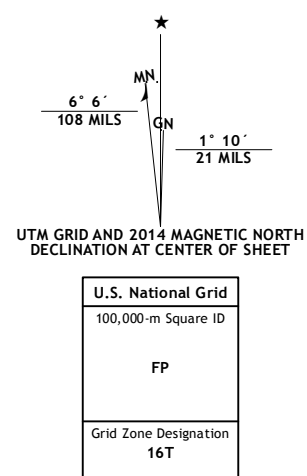 MN.
GN
6° 6´
108 MILS
1° 10´
21 MILS
UTM GRID AND 2014 MAGNETIC NORTH
DECLINATION AT CENTER OF SHEET
U.S. National Grid
100,000-m Square ID
FP
Grid Zone Designation
16T